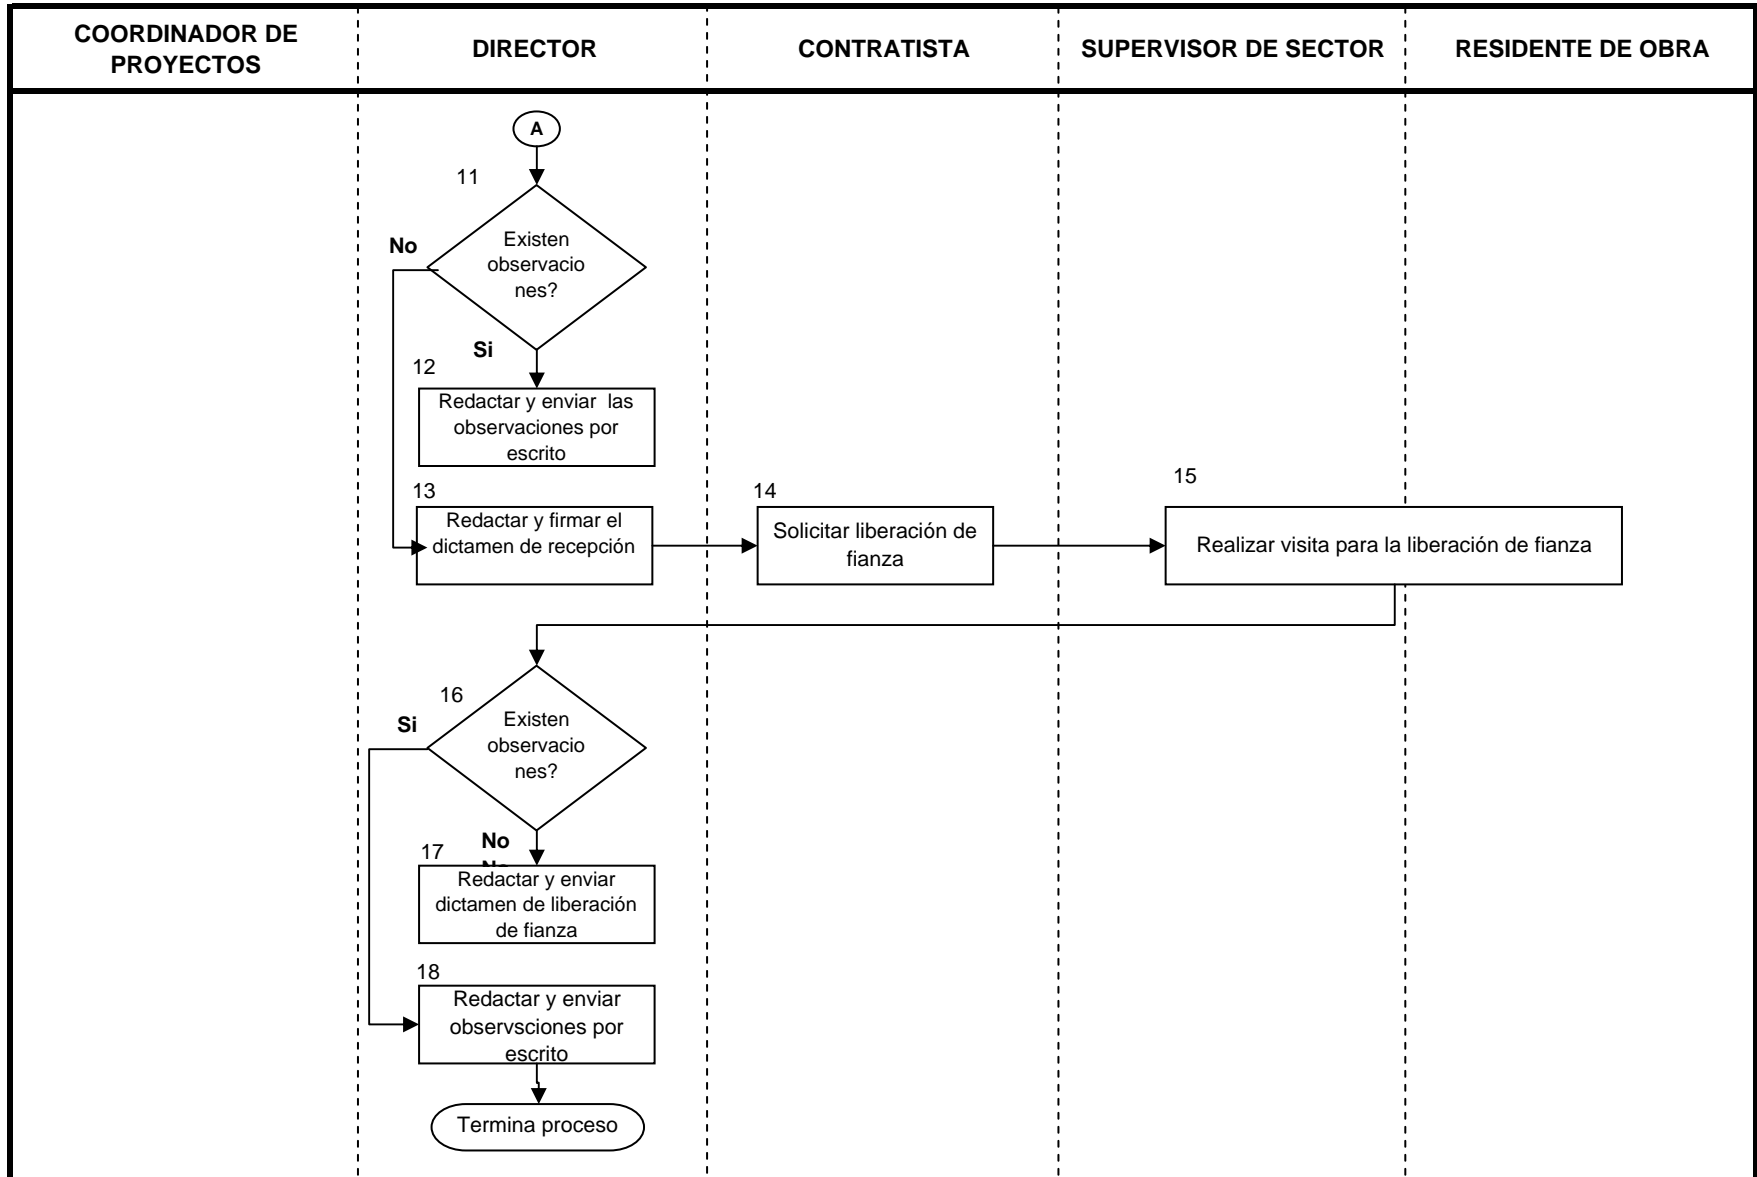 COORDINADOR DE
PROYECTOS
DIRECTOR
CONTRATISTA
SUPERVISOR DE SECTOR
RESIDENTE DE OBRA
A
11
Existen
observacio
nes?
No
Si
12
Redactar y enviar las
observaciones por
escrito
13
Redactar y firmar el
dictamen de recepción
14
Solicitar liberación de
fianza
15
Realizar visita para la liberación de fianza
16
Existen
observacio
nes?
Si
No
No
17
Redactar y enviar
dictamen de liberación
de fianza
18
Redactar y enviar
observsciones por
escrito
Termina proceso